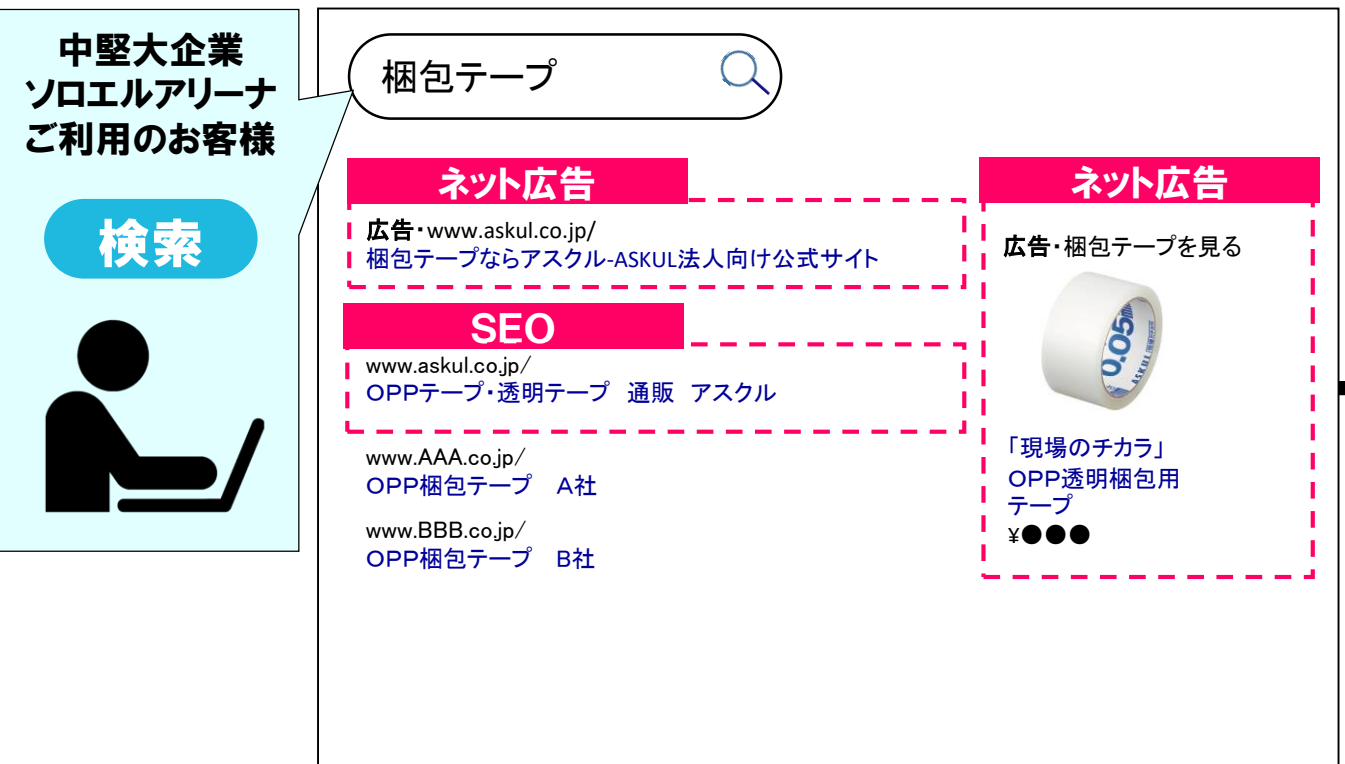 中堅大企業
ソロエルアリーナ
ご利用のお客様
検索
梱包テープ
ネット広告
広告・www.askul.co.jp/
梱包テープならアスクル-ASKUL法人向け公式サイト
SEO
www.askul.co.jp/
OPPテープ・透明テープ　通販　アスクル
www.AAA.co.jp/
OPP梱包テープ　A社
www.BBB.co.jp/
OPP梱包テープ　B社
ネット広告
広告・梱包テープを見る
0.05
ASKUL
「現場のチカラ」
OPP透明梱包用
テープ
¥●●●